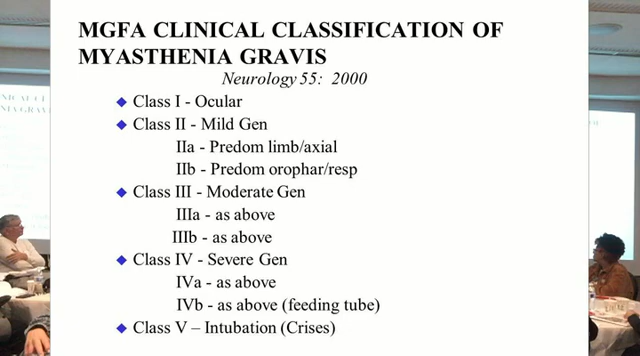 MGFA CLINICAL CLASSIFICATION OF
MYASTHENIA GRAVIS
Neurology 55: 2000
◆ Class I - Ocular
◆ Class II - Mild Gen
IIa - Predom limb/axial
IIb - Predom orophar/resp
◆ Class III - Moderate Gen
IIIa - as above
IIIb - as above
◆ Class IV - Severe Gen
IVa - as above
IVb - as above (feeding tube)
◆ Class V – Intubation (Crises)